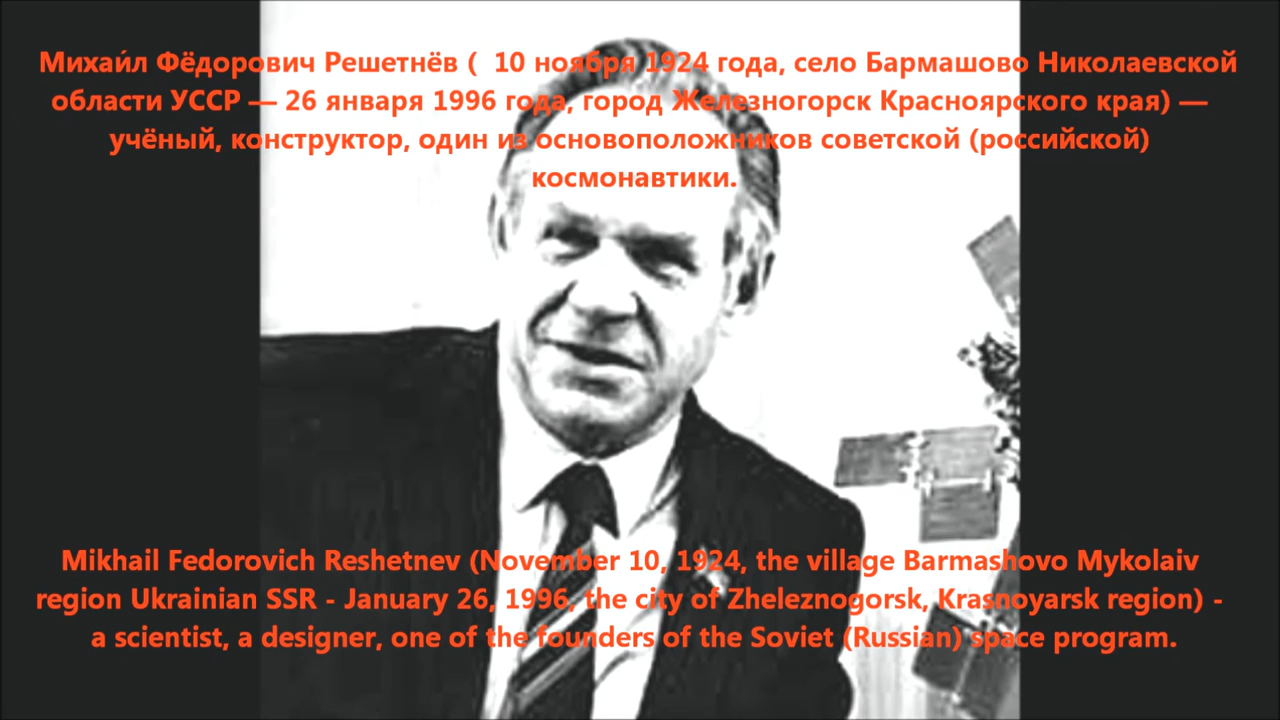 Михаи́л Фёдорович Решетнёв (  10 ноября 1924 года, село Бармашово Николаевской
области УССР — 26 января 1996 года, город Железногорск Красноярского края) —
учёный, конструктор, один из основоположников советской (российской)
космонавтики.
Mikhail Fedorovich Reshetnev (November 10, 1924, the village Barmashovo Mykolaiv
region Ukrainian SSR - January 26, 1996, the city of Zheleznogorsk, Krasnoyarsk region) -
a scientist, a designer, one of the founders of the Soviet (Russian) space program.